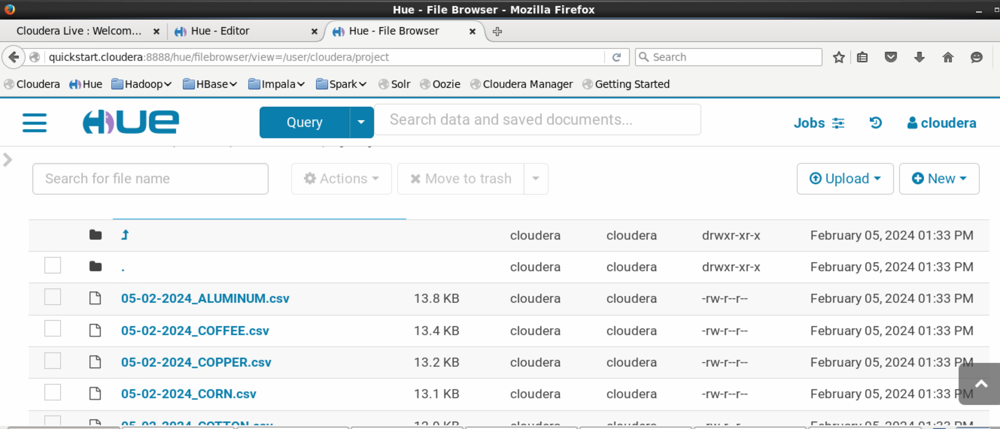 Hue - File Browser - Mozilla Firefox
Cloudera Live : Welcom... Hue - Editor Hue - File Browser
quickstart.cloudera:8888/hue/filebrowser/view=/user/cloudera/project Search
Cloudera Hue Hadoop HBase Impala Spark Solr Oozie Cloudera Manager Getting Started
HUE Query Search data and saved documents... Jobs cloudera
Search for file name Actions Move to trash Upload New
cloudera cloudera drwxr-xr-x February 05, 2024 01:33 PM
. cloudera cloudera drwxr-xr-x February 05, 2024 01:33 PM
05-02-2024_ALUMINUM.csv 13.8 KB cloudera cloudera -rw-r--r-- February 05, 2024 01:33 PM
05-02-2024_COFFEE.csv 13.4 KB cloudera cloudera -rw-r--r-- February 05, 2024 01:33 PM
05-02-2024_COPPER.csv 13.2 KB cloudera cloudera -rw-r--r-- February 05, 2024 01:33 PM
05-02-2024_CORN.csv 13.1 KB cloudera cloudera -rw-r--r-- February 05, 2024 01:33 PM
05-02-2024_COTTON.csv cloudera cloudera February 05, 2024 01:33 PM